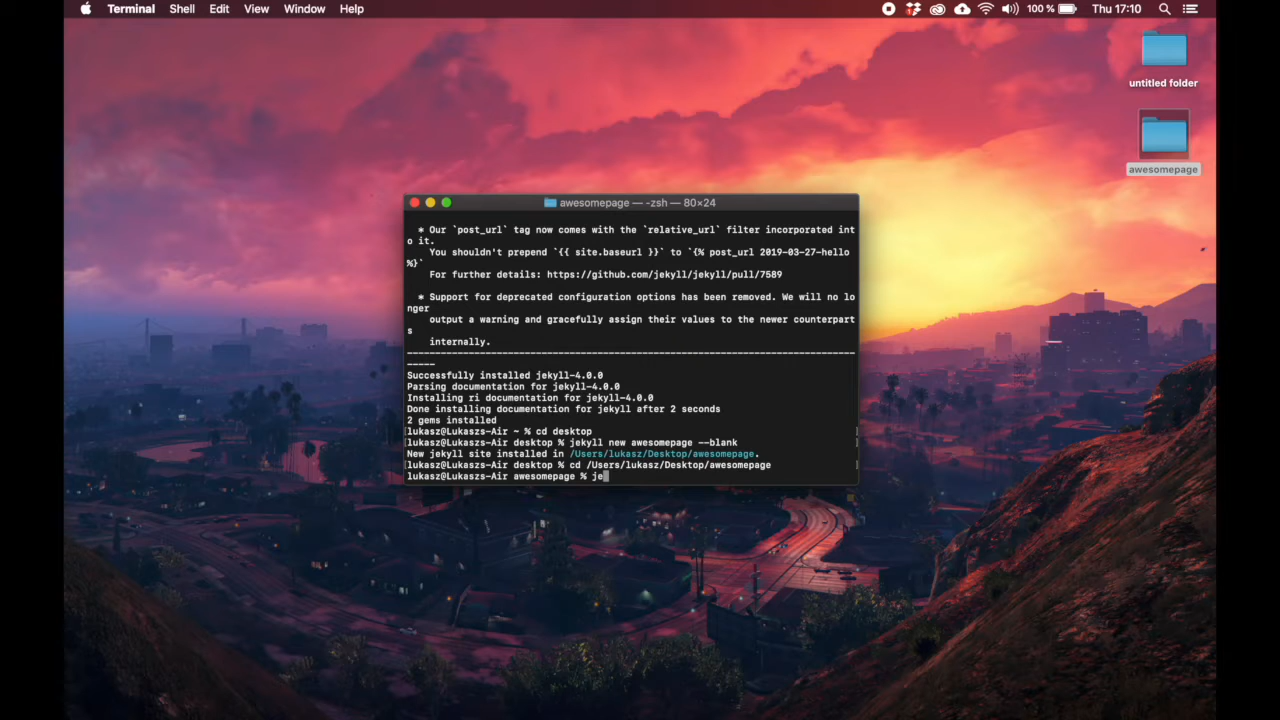 Terminal Shell Edit View Window Help 100 % Thu 17:10
untitled folder
awesomepage
awesomepage — -zsh — 80×24
* Our `post_url` tag now comes with the `relative_url` filter incorporated int
o it.
You shouldn't prepend `{{ site.baseurl }}` to `{% post_url 2019-03-27-hello
%}`
For further details: https://github.com/jekyll/jekyll/pull/7589
* Support for deprecated configuration options has been removed. We will no lo
nger
output a warning and gracefully assign their values to the newer counterpart
s
internally.
--------------------------------------------------------------------------------
-----
Successfully installed jekyll-4.0.0
Parsing documentation for jekyll-4.0.0
Installing ri documentation for jekyll-4.0.0
Done installing documentation for jekyll after 2 seconds
2 gems installed
[lukasz@Lukaszs-Air ~ % cd desktop ]
[lukasz@Lukaszs-Air desktop % jekyll new awesomepage --blank ]
New jekyll site installed in /Users/lukasz/Desktop/awesomepage.
[lukasz@Lukaszs-Air desktop % cd /Users/lukasz/Desktop/awesomepage ]
lukasz@Lukaszs-Air awesomepage % je